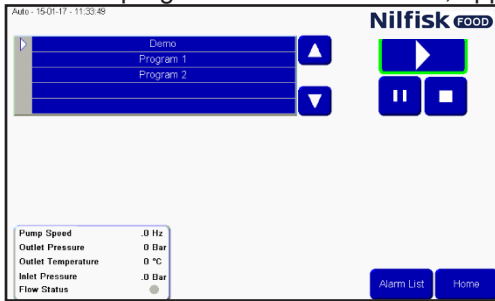 Auto - 15-01-17 - 11:33:49
Nilfisk FOOD
Demo
Program 1
Program 2
Pump Speed .0 Hz
Outlet Pressure 0 Bar
Outlet Temperature 0 °C
Inlet Pressure .0 Bar
Flow Status
Alarm List
Home